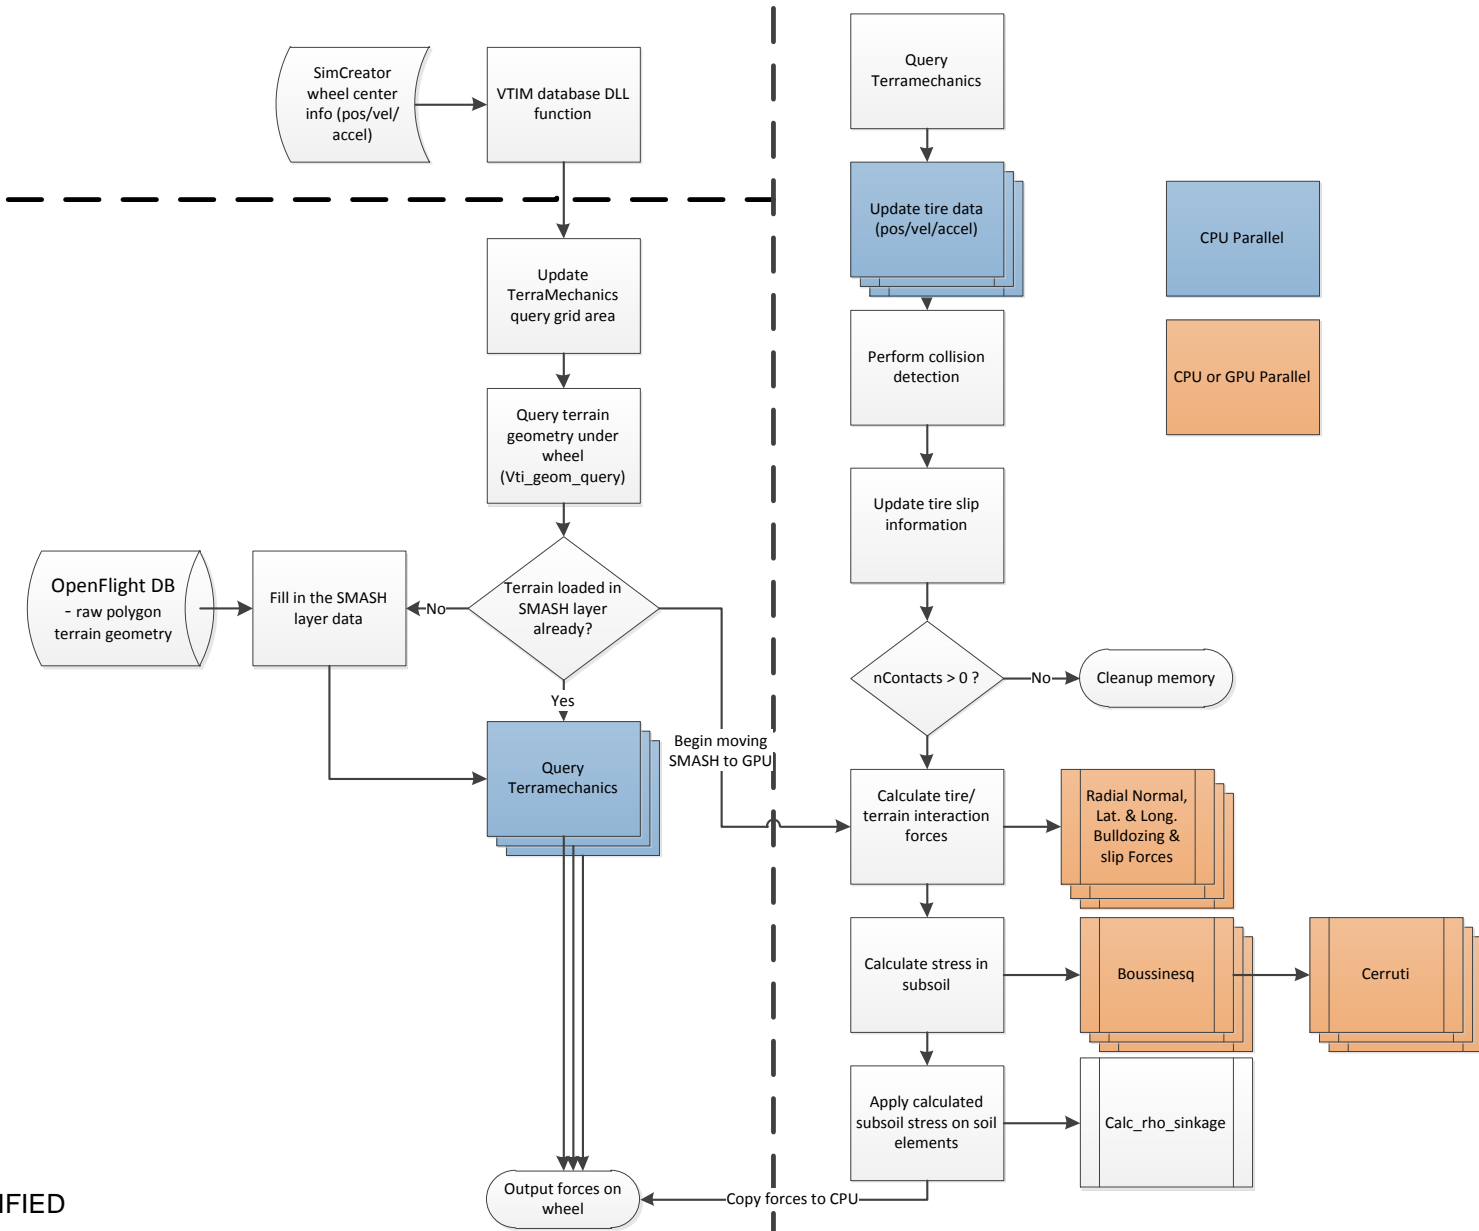 SimCreator
wheel center
info (pos/vel/
accel)
VTIM database DLL
function
Update
TerraMechanics
query grid area
Query terrain
geometry under
wheel
(Vti_geom_query)
OpenFlight DB
- raw polygon
terrain geometry
Fill in the SMASH
layer data
No
Terrain loaded in
SMASH layer
already?
Yes
Query
Terramechanics
Begin moving
SMASH to GPU
Output forces on
wheel
Copy forces to CPU
IFIED
Query
Terramechanics
Update tire data
(pos/vel/accel)
Perform collision
detection
Update tire slip
information
nContacts > 0 ?
No
Cleanup memory
Calculate tire/
terrain interaction
forces
Radial Normal,
Lat. & Long.
Bulldozing &
slip Forces
Calculate stress in
subsoil
Boussinesq
Cerruti
Apply calculated
subsoil stress on soil
elements
Calc_rho_sinkage
CPU Parallel
CPU or GPU Parallel